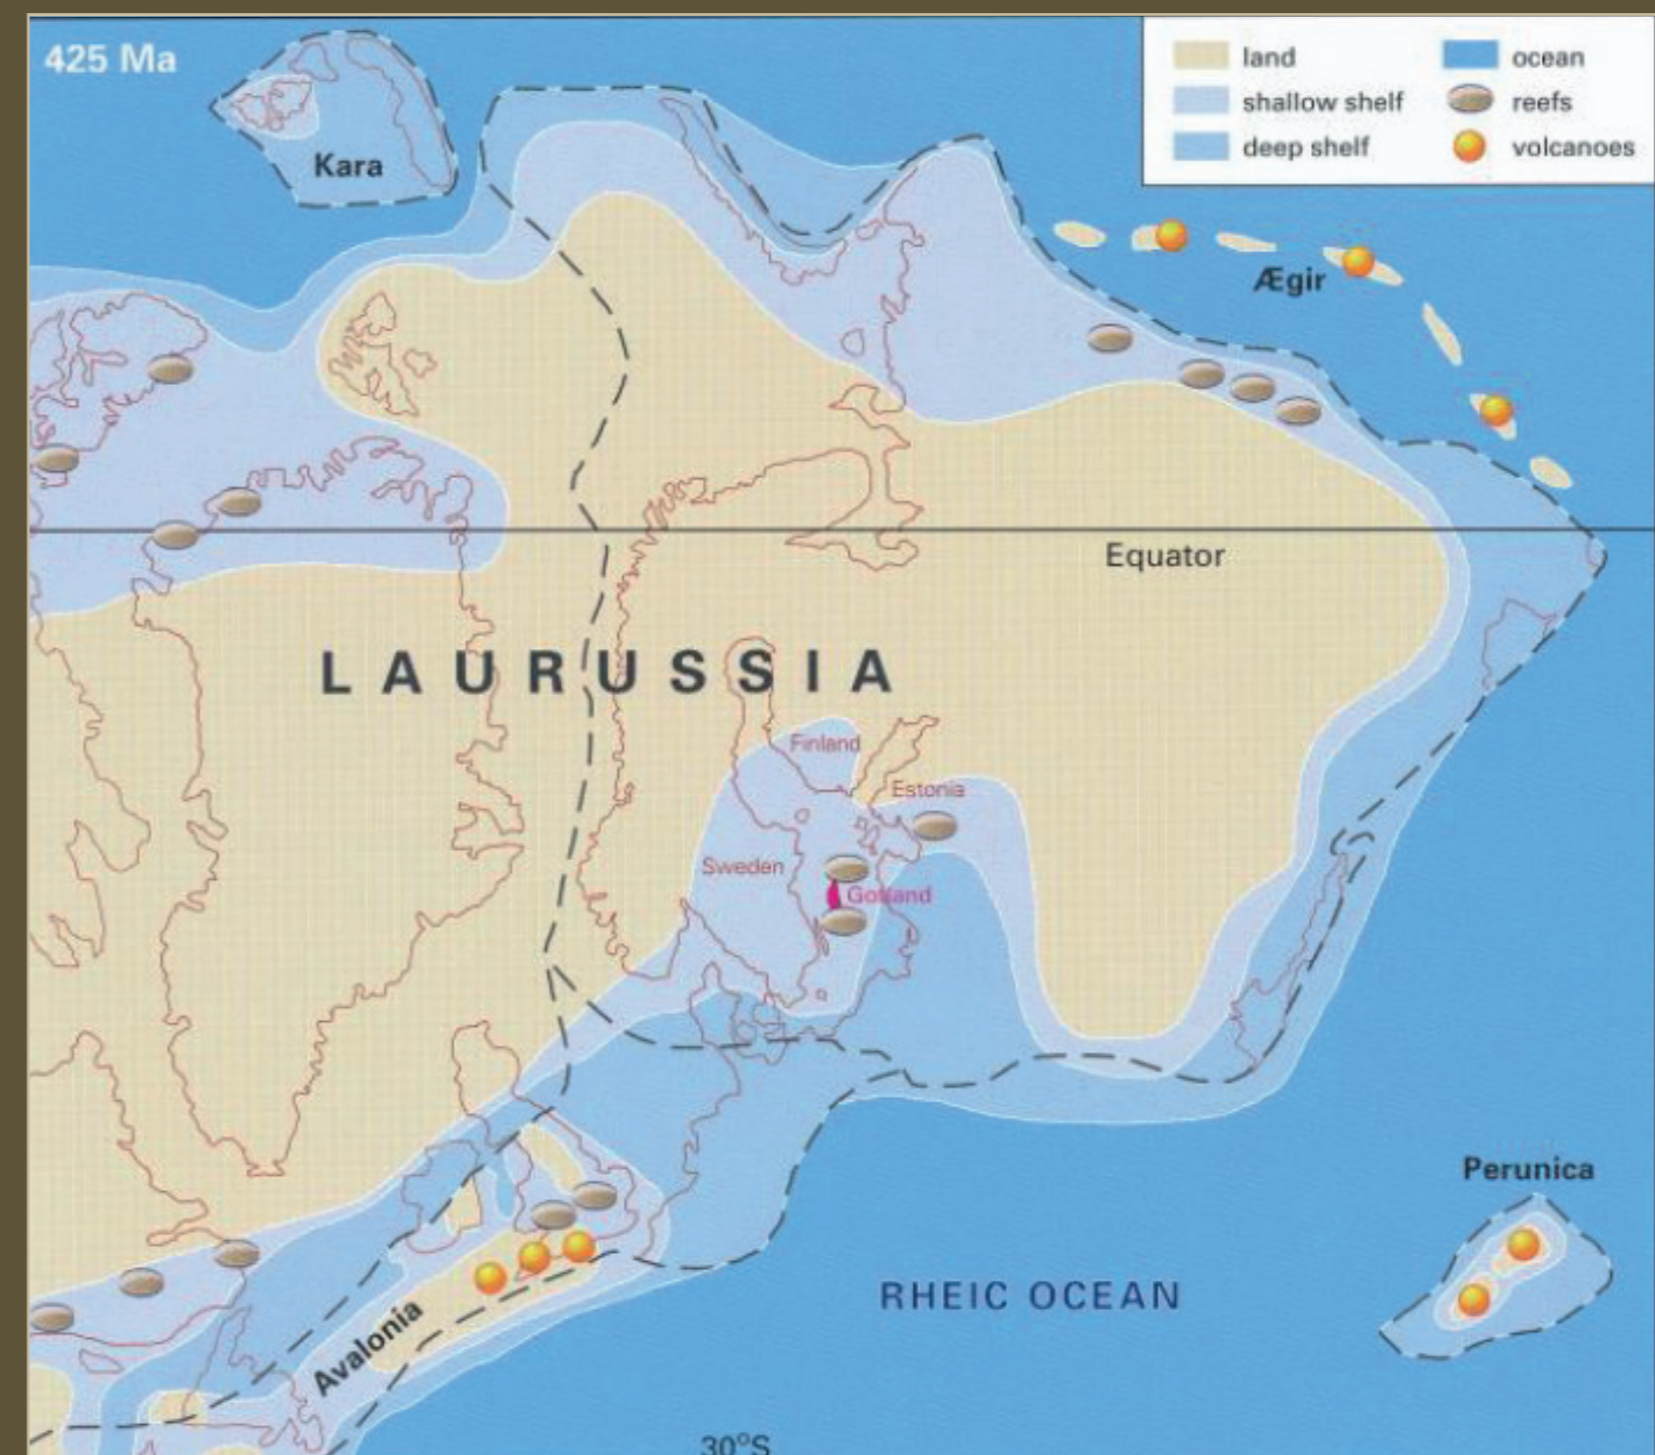 425 Ma
land
ocean
shallow shelf
reefs
deep shelf
volcanoes
Kara
Ægir
Equator
LAURUSSIA
Finland
Estonia
Sweden
Gotland
Perunica
RHEIC OCEAN
Avalonia
30°S